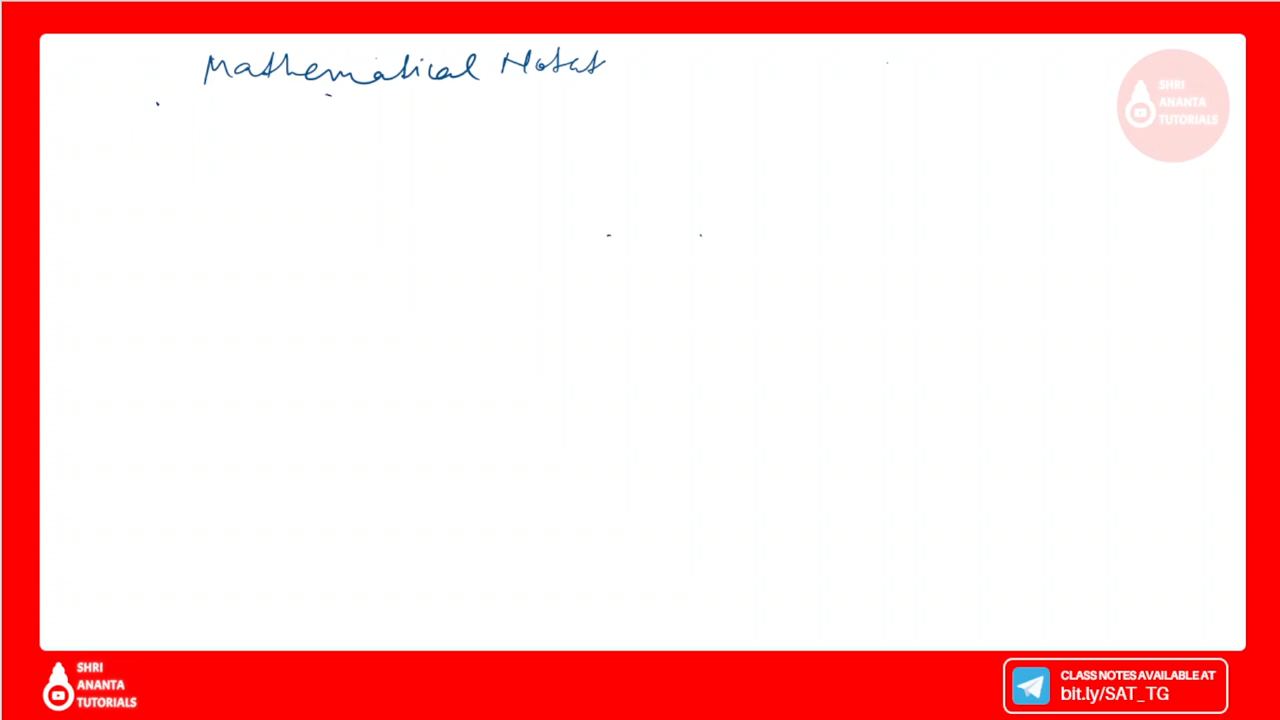 Mathematical Notat
SHRI
ANANTA
TUTORIALS
SHRI
ANANTA
TUTORIALS
CLASS NOTES AVAILABLE AT
bit.ly/SAT_TG